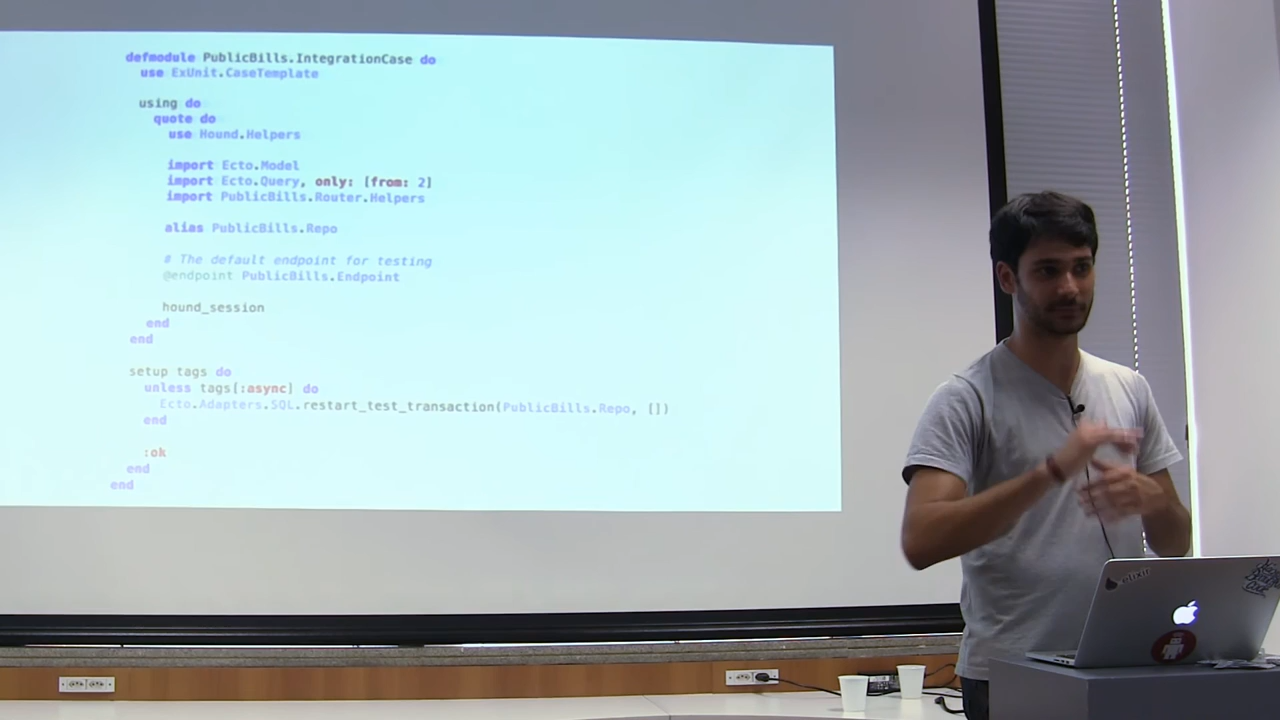 defmodule PublicBills.IntegrationCase do
use ExUnit.CaseTemplate
using do
quote do
use Hound.Helpers
import Ecto.Model
import Ecto.Query, only: [from: 2]
import PublicBills.Router.Helpers
alias PublicBills.Repo
# The default endpoint for testing
@endpoint PublicBills.Endpoint
hound_session
end
end
setup tags do
unless tags[:async] do
Ecto.Adapters.SQL.restart_test_transaction(PublicBills.Repo, [])
end
:ok
end
end
elixir